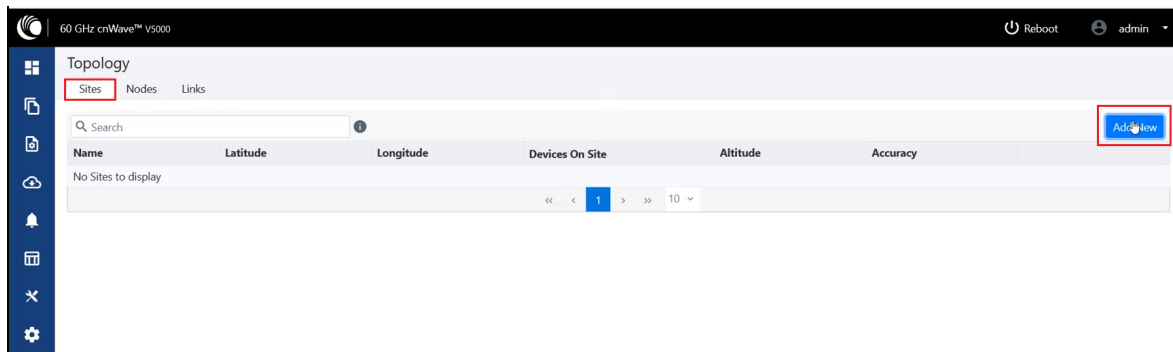 60 GHz cnWave™ V5000 Reboot admin
Topology
Sites Nodes Links
Search Add New
Name Latitude Longitude Devices On Site Altitude Accuracy
No Sites to display
« ‹ 1 › » 10